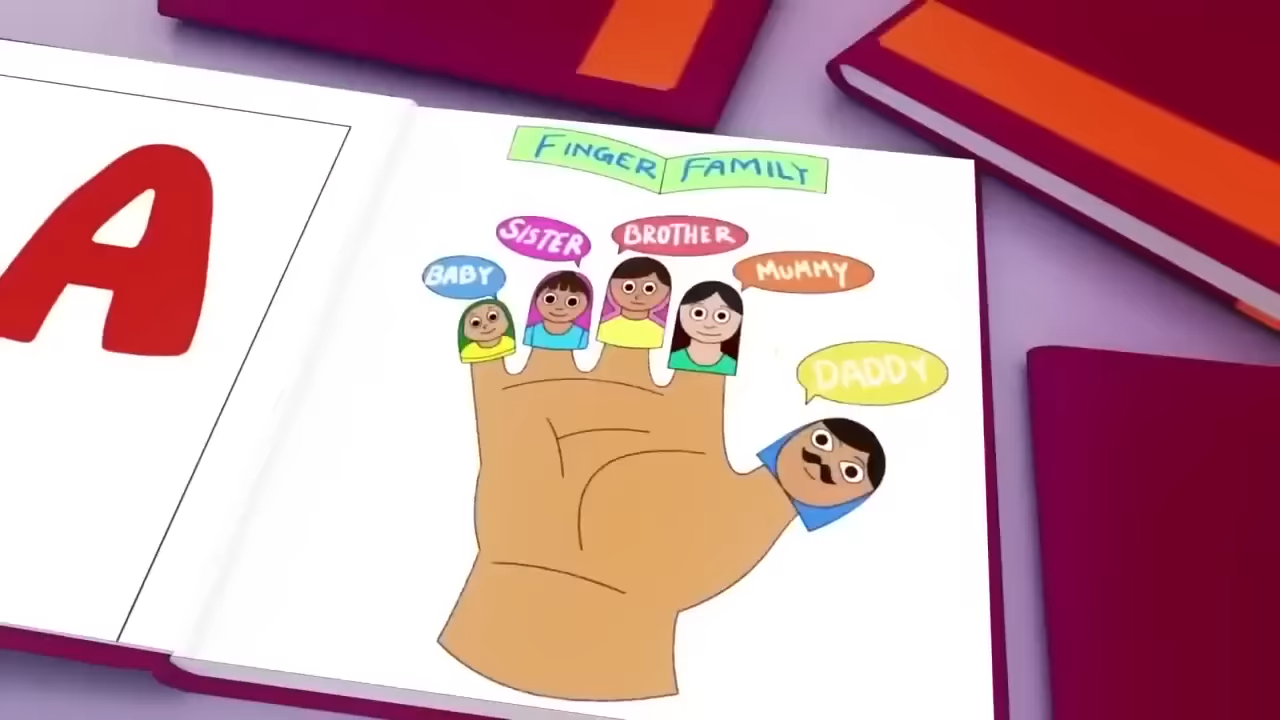 A
FINGER FAMILY
SISTER
BROTHER
BABY
MUMMY
DADDY